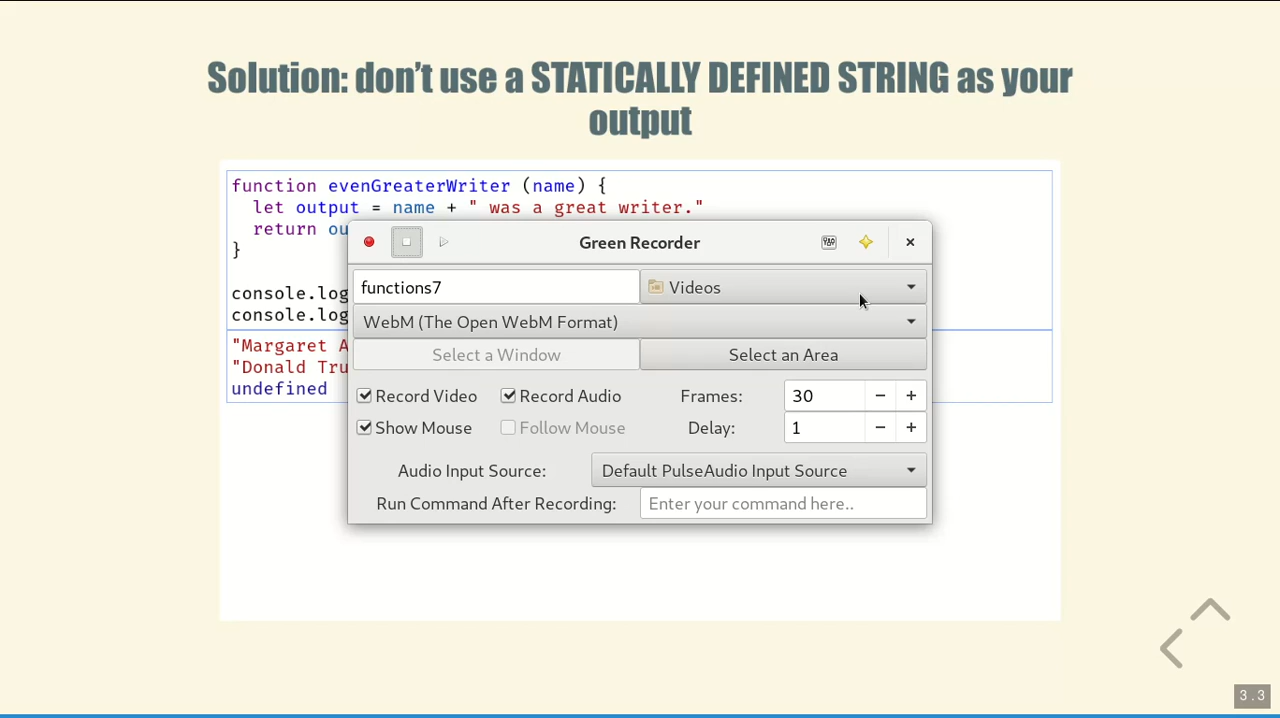 Solution: don’t use a STATICALLY DEFINED STRING as your
output
function evenGreaterWriter (name) {
let output = name + " was a great writer."
return ou
}
console.log
console.log
"Margaret A
"Donald Tru
undefined
Green Recorder
functions7
Videos
WebM (The Open WebM Format)
Select a Window
Select an Area
Record Video
Record Audio
Frames:
30
Show Mouse
Follow Mouse
Delay:
1
Audio Input Source:
Default PulseAudio Input Source
Run Command After Recording:
Enter your command here..
3.3